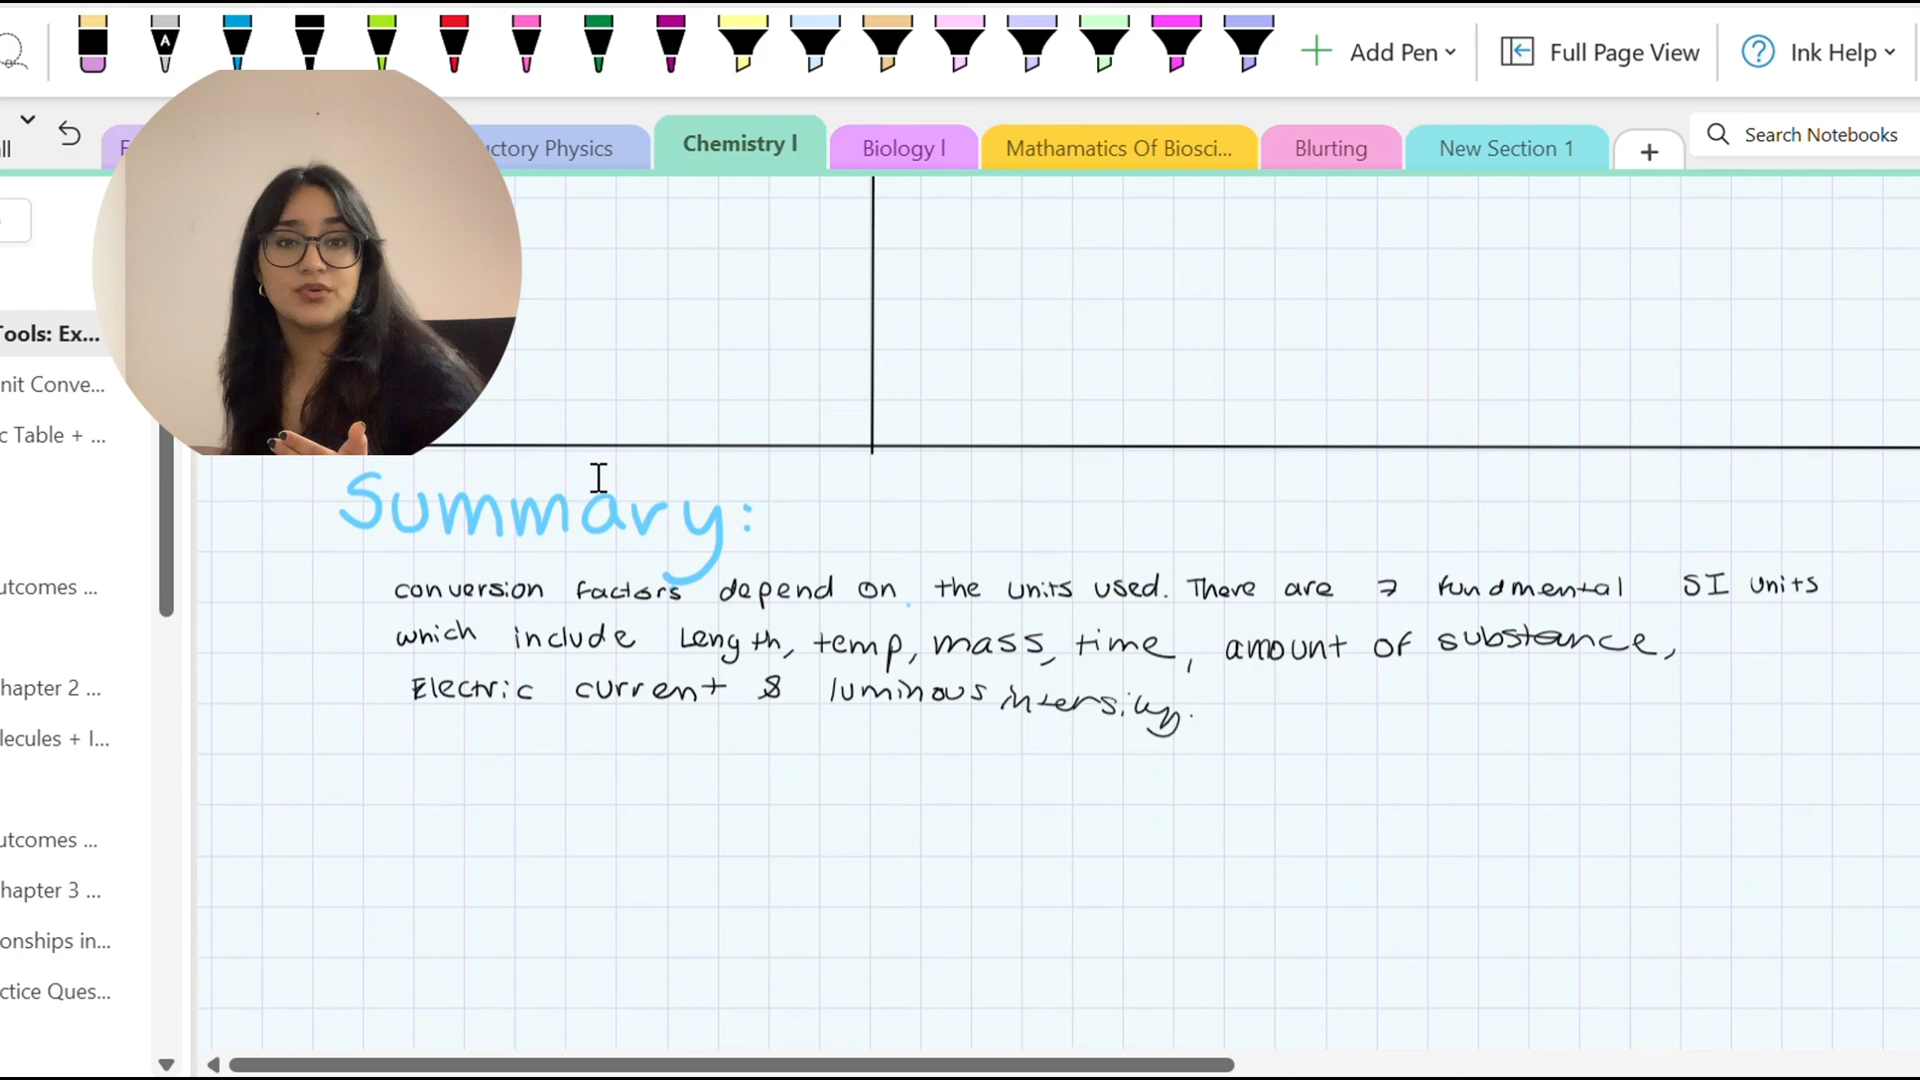 Add Pen
Full Page View
Ink Help
ll
F
uctory Physics
Chemistry I
Biology I
Mathamatics Of Biosci...
Blurting
New Section 1
+
Search Notebooks
Tools: Ex...
nit Conve...
c Table + ...
utcomes ...
hapter 2 ...
lecules + I...
utcomes ...
hapter 3 ...
onships in...
ctice Ques...
Summary:
conversion factors depend on the units used. There are 7 fundmental SI units
which include Length, temp, mass, time, amount of substance,
Electric current & luminous intensity.